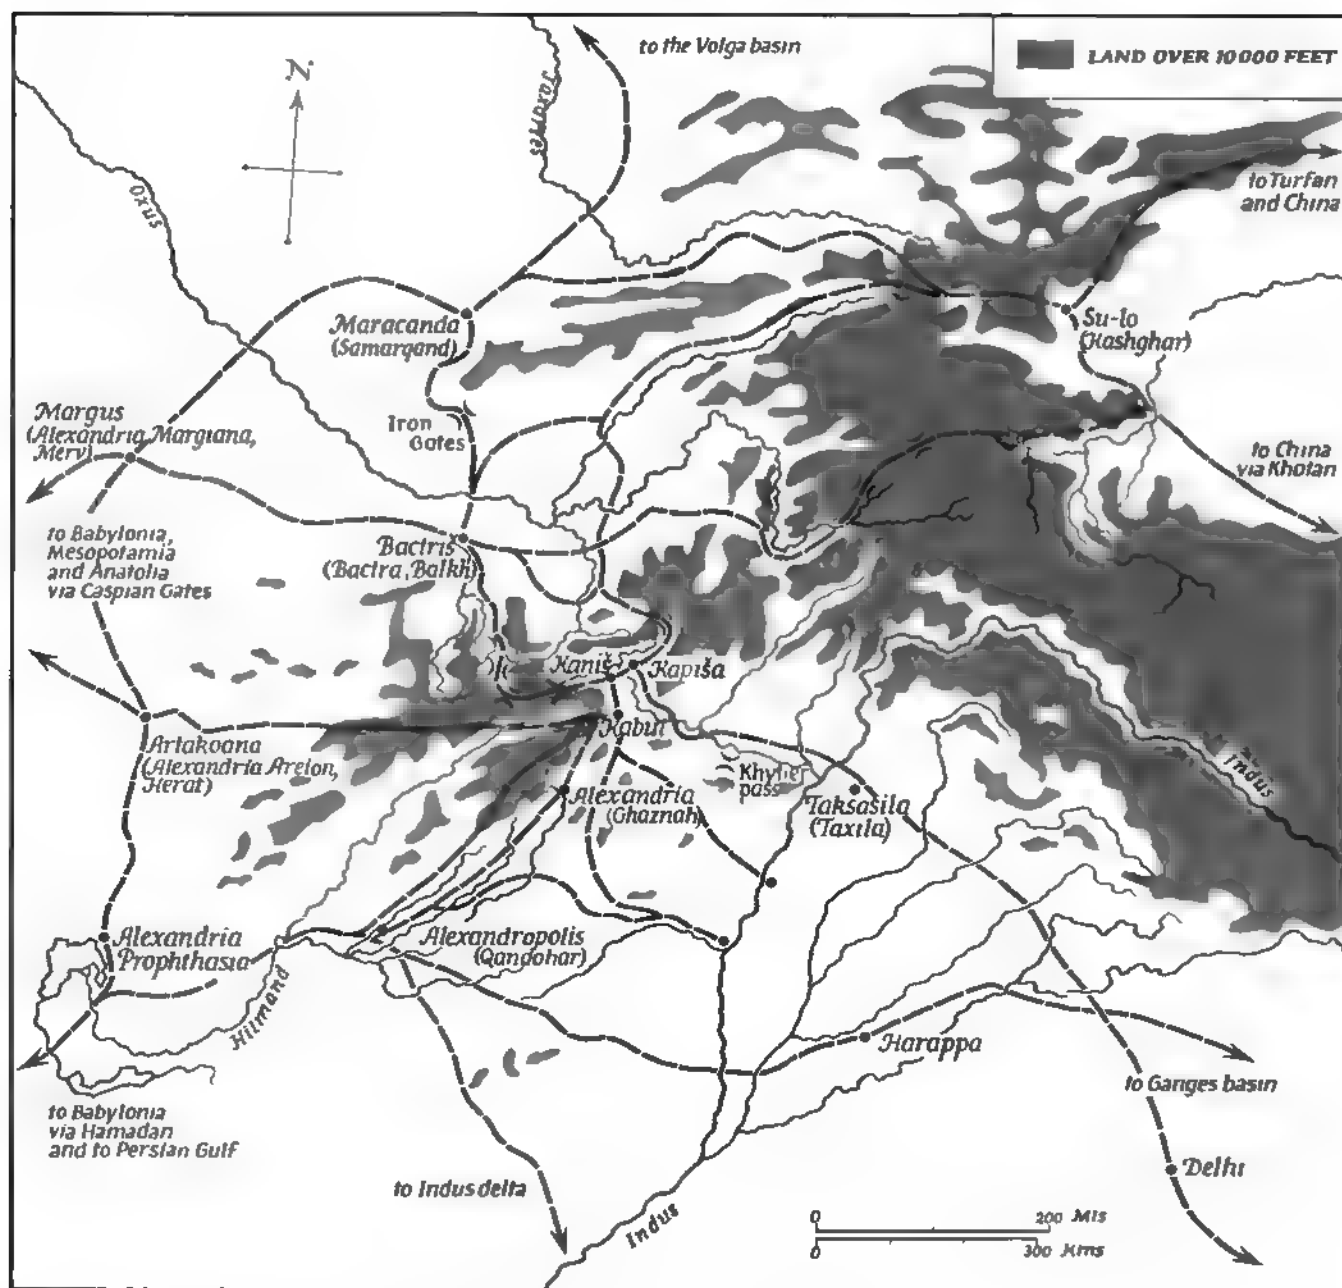 to the Volga basin
LAND OVER 10000 FEET
N.
Jaxartes
Oxus
to Turfan
and China
Maracanda
(Samarqand)
Su-lo
(Kashghar)
Iron
Gates
Margus
(Alexandria Margiana,
Merv)
to China
via Khotan
to Babylonia,
Mesopotamia
and Anatolia
via Caspian Gates
Bactris
(Bactra, Balkh)
Kaniš
Kapiša
Kabul
Artakoana
(Alexandria Areion,
Herat)
Khyber
pass
Indus
Alexandria
(Ghaznah)
Taksašila
(Taxila)
Alexandria
Prophthasia
Alexandropolis
(Qandahar)
Hilmand
Harappa
to Ganges basin
to Babylonia
via Hamadan
and to Persian Gulf
Delhi
to Indus delta
Indus
0 200 Mls
0 300 Kms